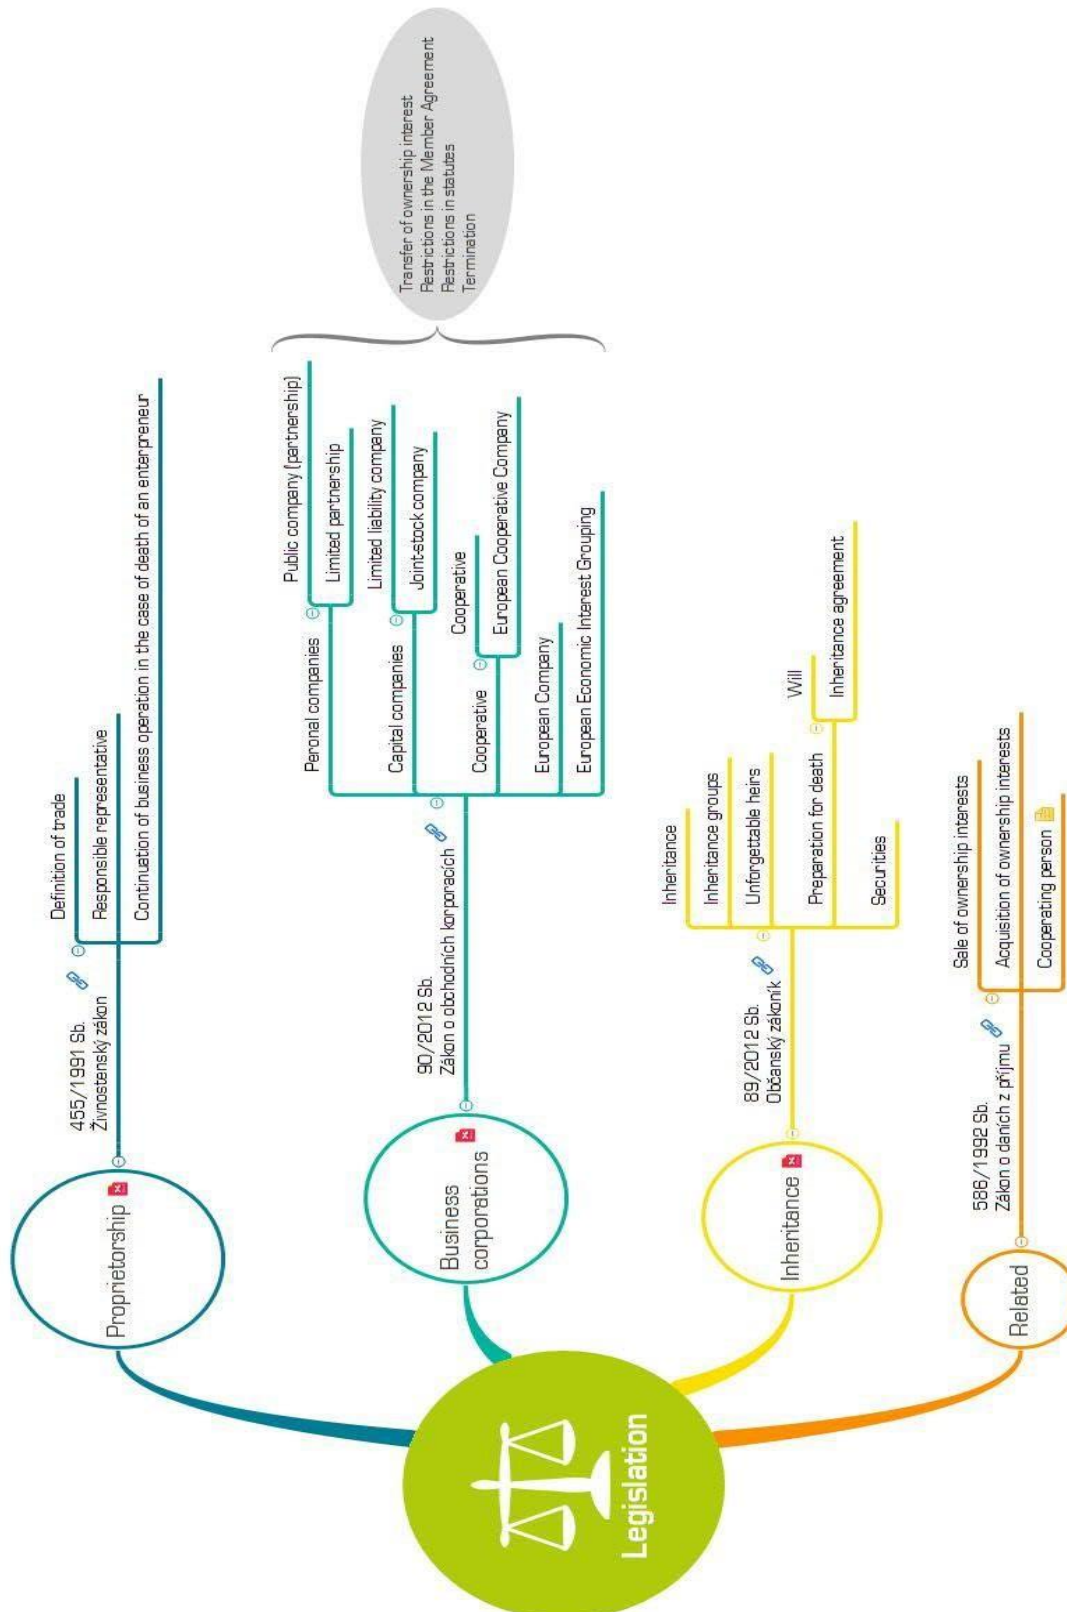 Legislation
Proprietorship
455/1991 Sb.
Živnostenský zákon
Definition of trade
Responsible representative
Continuation of business operation in the case of death of an enterpreneur
Business
corporations
90/2012 Sb.
Zákon o obchodních korporacích
Peronal companies
Public company (partnership)
Limited partnership
Capital companies
Limited liability company
Joint-stock company
Cooperative
Cooperative
European Cooperative Company
European Company
European Economic Interest Grouping
Transfer of ownership interest
Restrictions in the Member Agreement
Restrictions in statutes
Termination
Inheritance
89/2012 Sb.
Občanský zákoník
Inheritance
Inheritance groups
Unforgettable heirs
Preparation for death
Will
Inheritance agreement
Securities
Related
586/1992 Sb.
Zákon o daních z příjmu
Sale of ownership interests
Acquisition of ownership interests
Cooperating person